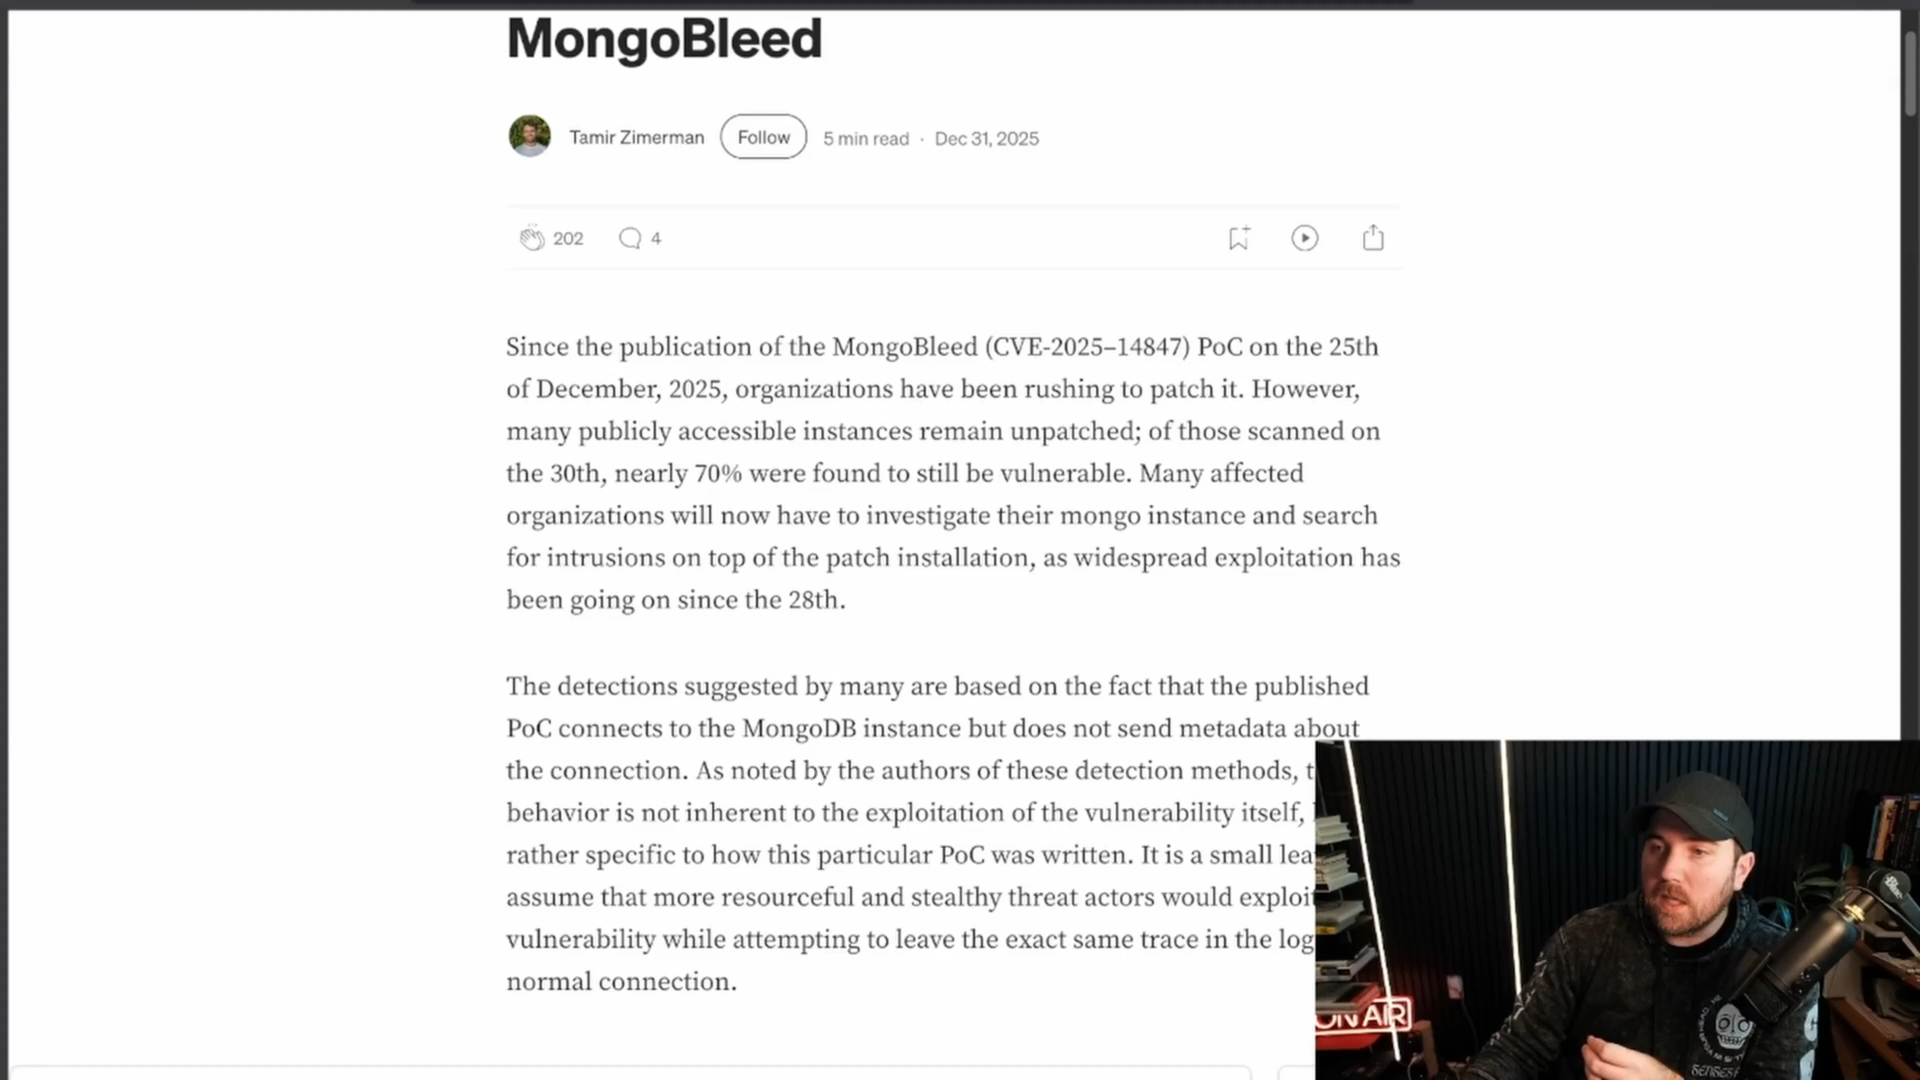 MongoBleed
Tamir Zimerman
Follow
5 min read · Dec 31, 2025
202
4
Since the publication of the MongoBleed (CVE-2025–14847) PoC on the 25th
of December, 2025, organizations have been rushing to patch it. However,
many publicly accessible instances remain unpatched; of those scanned on
the 30th, nearly 70% were found to still be vulnerable. Many affected
organizations will now have to investigate their mongo instance and search
for intrusions on top of the patch installation, as widespread exploitation has
been going on since the 28th.
The detections suggested by many are based on the fact that the published
PoC connects to the MongoDB instance but does not send metadata about
the connection. As noted by the authors of these detection methods,
behavior is not inherent to the exploitation of the vulnerability itself,
rather specific to how this particular PoC was written. It is a small
assume that more resourceful and stealthy threat actors would
vulnerability while attempting to leave the exact same trace in the
normal connection.
ON AIR
Blue